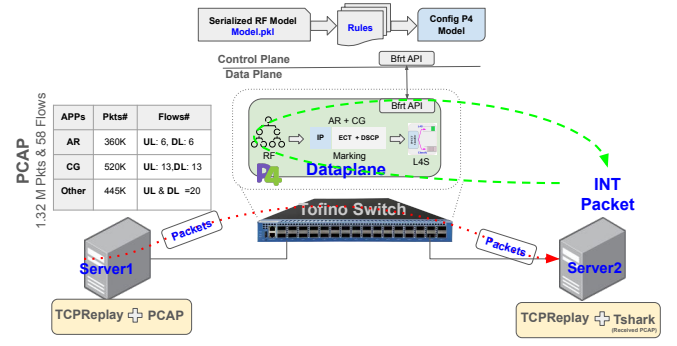 Serialized RF Model
Model.pkl
Rules
Config P4
Model
Control Plane
Data Plane
Bfrt API
Bfrt API
PCAP
1.32 M Pkts & 58 Flows
APPs Pkts# Flows#
AR 360K UL: 6, DL: 6
CG 520K UL: 13,DL: 13
Other 445K UL & DL =20
AR + CG
IP ECT + DSCP
RF
Marking
L4S
P4
Dataplane
INT
Packet
Tofino Switch
Packets
Packets
Server1
Server2
TCPReplay PCAP
TCPReplay Tshark
(Received PCAP)